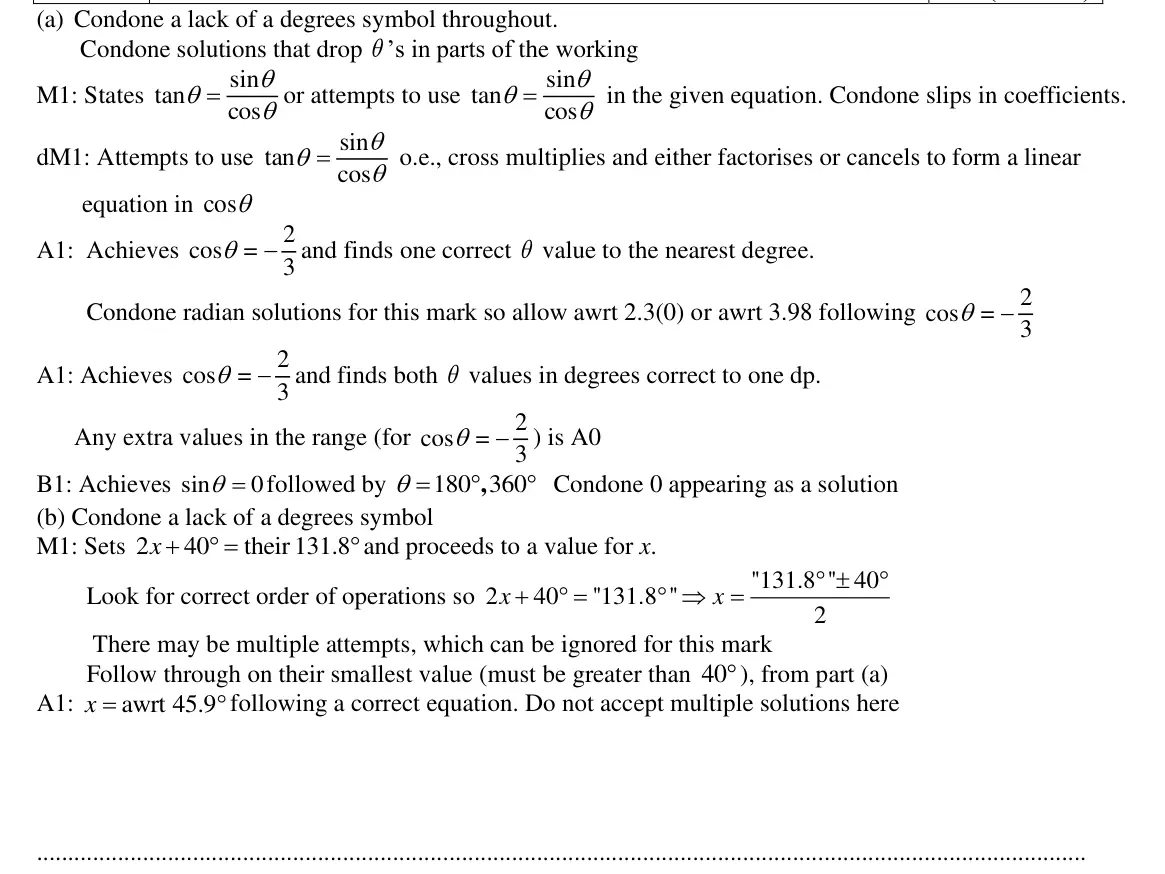 (a) Condone a lack of a degrees symbol throughout.
Condone solutions that drop θ 's in parts of the working
M1: States tanθ = sinθ/cosθ or attempts to use tanθ = sinθ/cosθ in the given equation. Condone slips in coefficients.
dM1: Attempts to use tanθ = sinθ/cosθ o.e., cross multiplies and either factorises or cancels to form a linear
equation in cosθ
A1: Achieves cosθ = −2/3 and finds one correct θ value to the nearest degree.
Condone radian solutions for this mark so allow awrt 2.3(0) or awrt 3.98 following cosθ = −2/3
A1: Achieves cosθ = −2/3 and finds both θ values in degrees correct to one dp.
Any extra values in the range (for cosθ = −2/3) is A0
B1: Achieves sinθ = 0 followed by θ = 180°, 360° Condone 0 appearing as a solution
(b) Condone a lack of a degrees symbol
M1: Sets 2x + 40° = their 131.8° and proceeds to a value for x.
Look for correct order of operations so 2x + 40° = "131.8°" ⇒ x = ("131.8°" ± 40°)/2
There may be multiple attempts, which can be ignored for this mark
Follow through on their smallest value (must be greater than 40°), from part (a)
A1: x = awrt 45.9° following a correct equation. Do not accept multiple solutions here